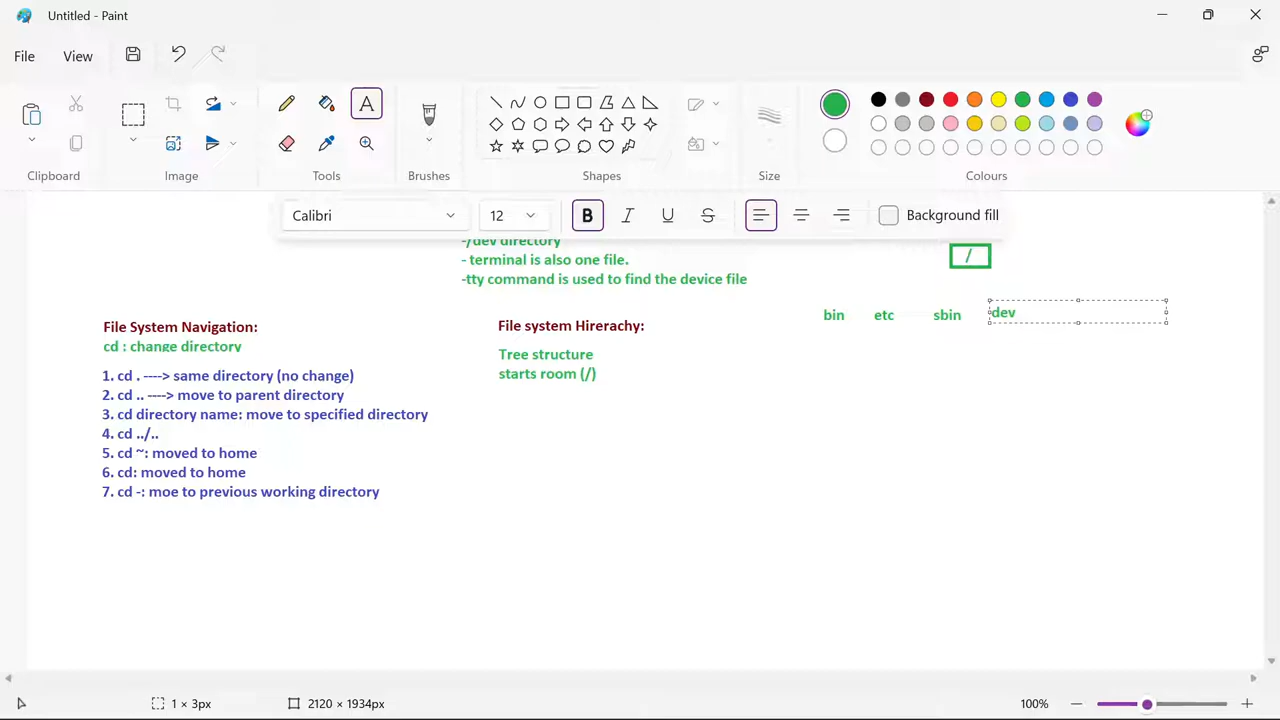 Untitled - Paint
File View
Clipboard Image Tools Brushes Shapes Size Colours
Calibri 12 B I U S Background fill
-/dev directory
- terminal is also one file.
-tty command is used to find the device file
/
bin etc sbin dev
File System Navigation:
cd : change directory
1. cd . ----> same directory (no change)
2. cd .. ----> move to parent directory
3. cd directory name: move to specified directory
4. cd ../..
5. cd ~: moved to home
6. cd: moved to home
7. cd -: moe to previous working directory
File system Hirerachy:
Tree structure
starts room (/)
1 × 3px 2120 × 1934px 100%